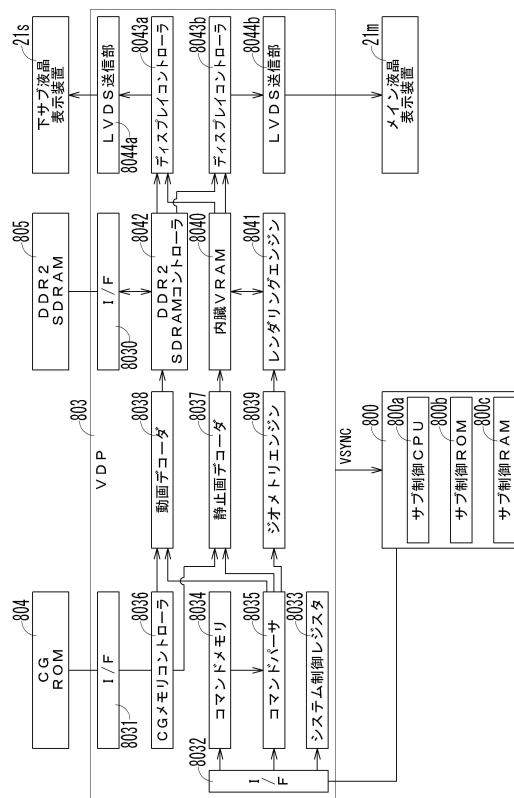 804
CG
ROM
805
DDR2
SDRAM
21s
下サブ液晶
表示装置
803
VDP
8031
I/F
8030
I/F
LVDS送信部
8044a
8036
CGメモリコントローラ
8038
動画デコーダ
8042
DDR2
SDRAMコントローラ
8043a
ディスプレイコントローラ
8034
コマンドメモリ
8037
静止画デコーダ
8040
内臓VRAM
8043b
ディスプレイコントローラ
8032
I/F
8035
コマンドパーサ
8039
ジオメトリエンジン
8041
レンダリングエンジン
8044b
LVDS送信部
8033
システム制御レジスタ
VSYNC
21m
メイン液晶
表示装置
800
800a
サブ制御CPU
800b
サブ制御ROM
800c
サブ制御RAM